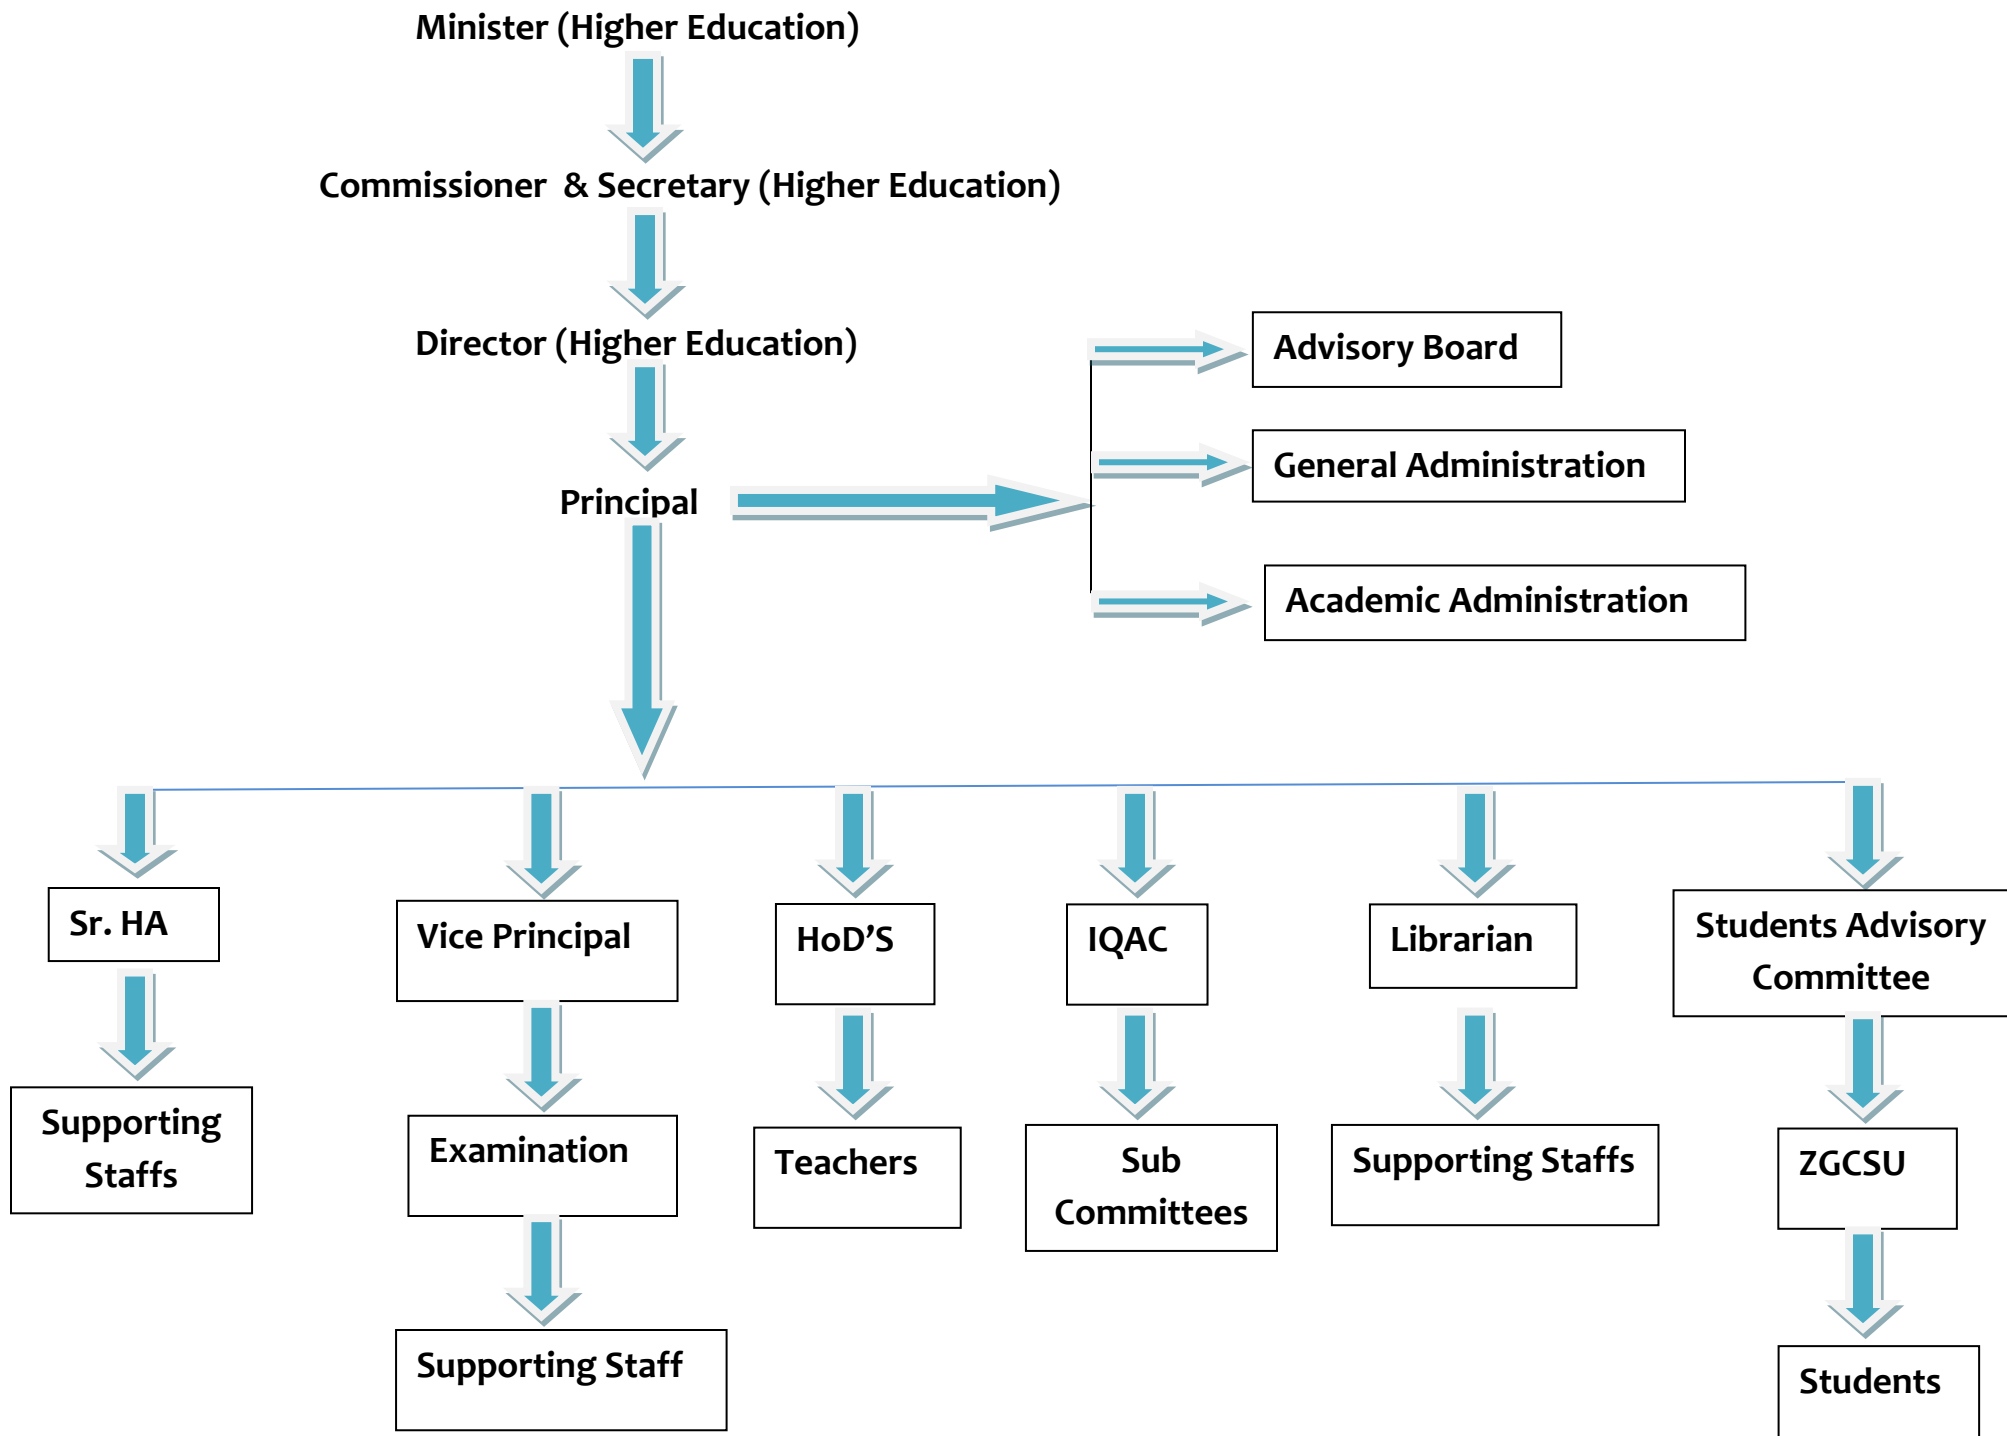 Minister (Higher Education)
Commissioner & Secretary (Higher Education)
Director (Higher Education)
Advisory Board
General Administration
Principal
Academic Administration
Sr. HA
Vice Principal
HoD’S
IQAC
Librarian
Students Advisory
Committee
Supporting
Staffs
Examination
Teachers
Sub
Committees
Supporting Staffs
ZGCSU
Supporting Staff
Students